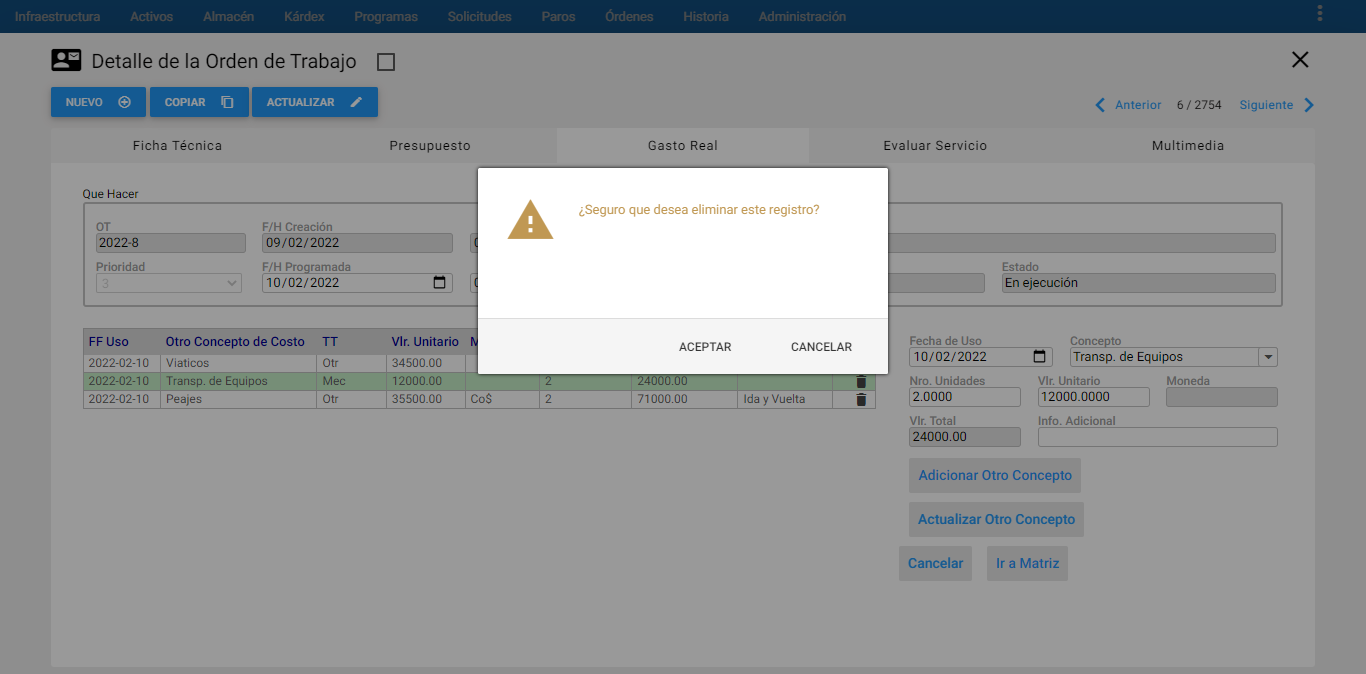 Infraestructura Activos Almacén Kárdex Programas Solicitudes Paros Órdenes Historia Administración
Detalle de la Orden de Trabajo
NUEVO COPIAR ACTUALIZAR
Anterior 6 / 2754 Siguiente
Ficha Técnica Presupuesto Gasto Real Evaluar Servicio Multimedia
Que Hacer
OT F/H Creación
2022-8 09/02/2022
Prioridad F/H Programada Estado
3 10/02/2022 En ejecución
¿Seguro que desea eliminar este registro?
ACEPTAR CANCELAR
FF Uso Otro Concepto de Costo TT Vlr. Unitario
2022-02-10 Viaticos Otr 34500.00
2022-02-10 Transp. de Equipos Mec 12000.00 2 24000.00
2022-02-10 Peajes Otr 35500.00 Co$ 2 71000.00 Ida y Vuelta
Fecha de Uso Concepto
10/02/2022 Transp. de Equipos
Nro. Unidades Vlr. Unitario Moneda
2.0000 12000.0000
Vlr. Total Info. Adicional
24000.00
Adicionar Otro Concepto
Actualizar Otro Concepto
Cancelar Ir a Matriz